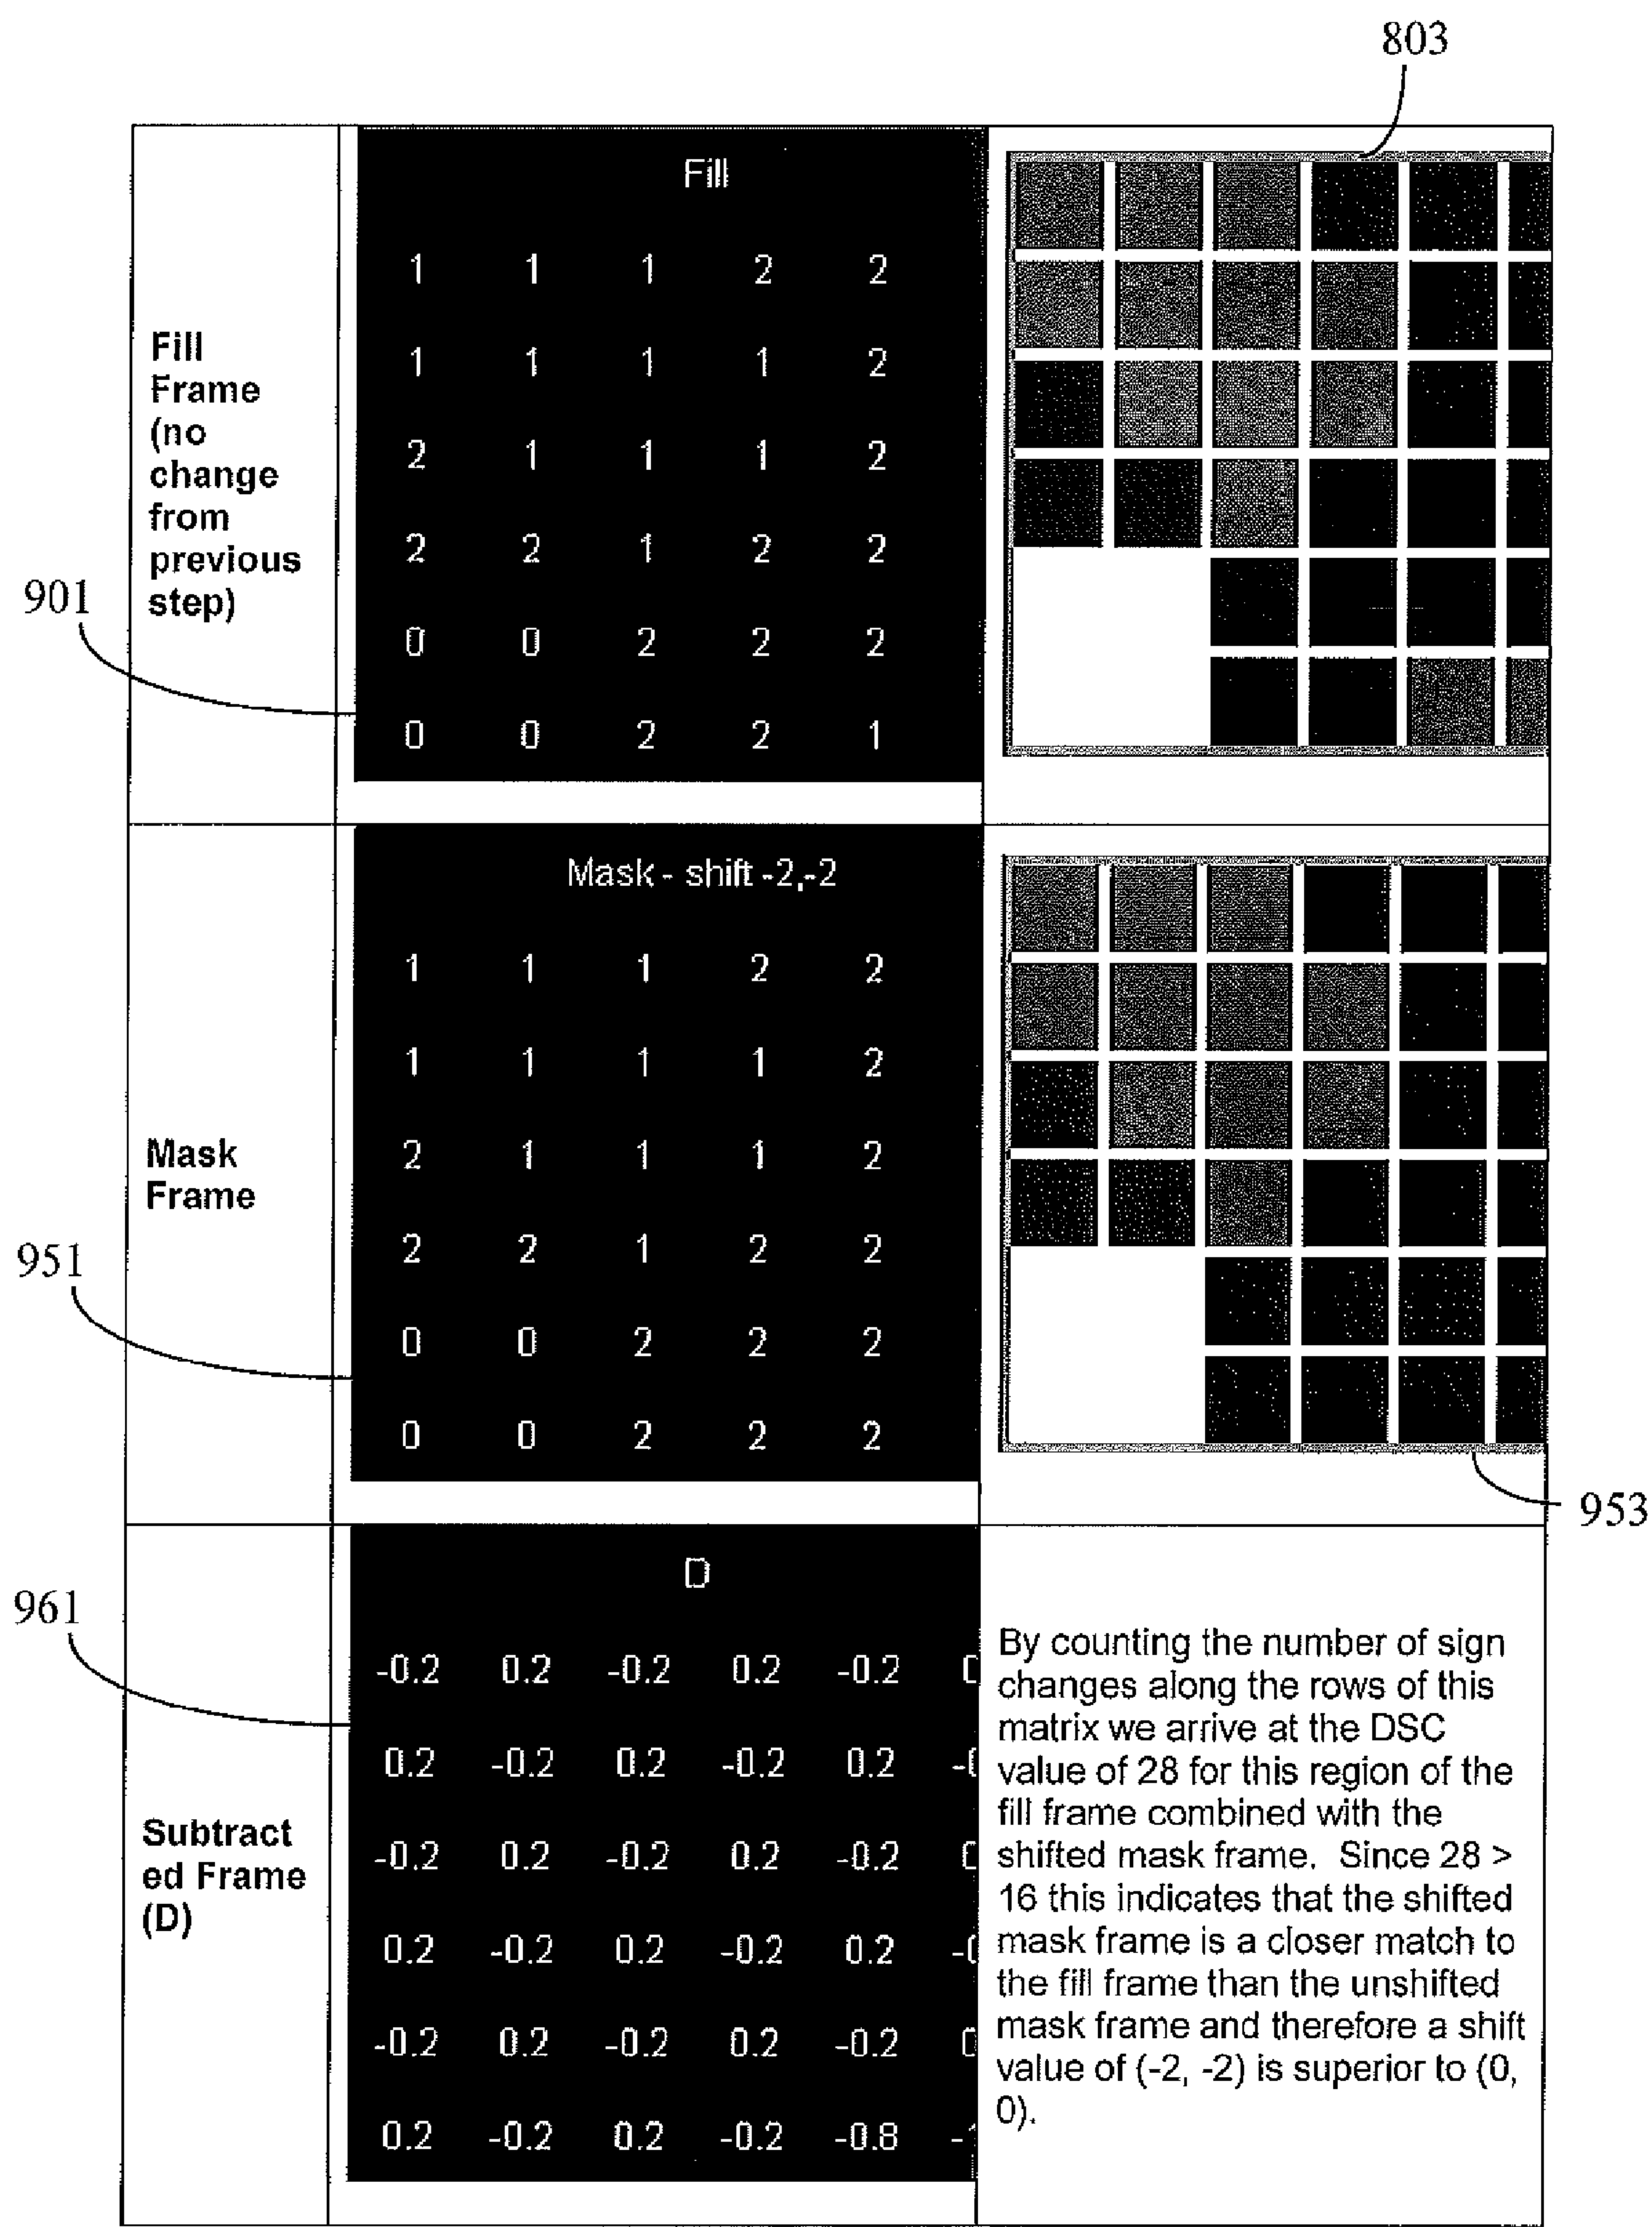 803
Fill
1 1 1 2 2
1 1 1 1 2
2 1 1 1 2
2 2 1 2 2
0 0 2 2 2
0 0 2 2 1
Fill
Frame
(no
change
from
previous
step)
901
Mask - shift -2,-2
1 1 1 2 2
1 1 1 1 2
2 1 1 1 2
2 2 1 2 2
0 0 2 2 2
0 0 2 2 2
Mask
Frame
951
953
D
-0.2 0.2 -0.2 0.2 -0.2
0.2 -0.2 0.2 -0.2 0.2
-0.2 0.2 -0.2 0.2 -0.2
0.2 -0.2 0.2 -0.2 0.2
-0.2 0.2 -0.2 0.2 -0.2
0.2 -0.2 0.2 -0.2 -0.8
961
Subtract
ed Frame
(D)
By counting the number of sign
changes along the rows of this
matrix we arrive at the DSC
value of 28 for this region of the
fill frame combined with the
shifted mask frame. Since 28 >
16 this indicates that the shifted
mask frame is a closer match to
the fill frame than the unshifted
mask frame and therefore a shift
value of (-2, -2) is superior to (0,
0).